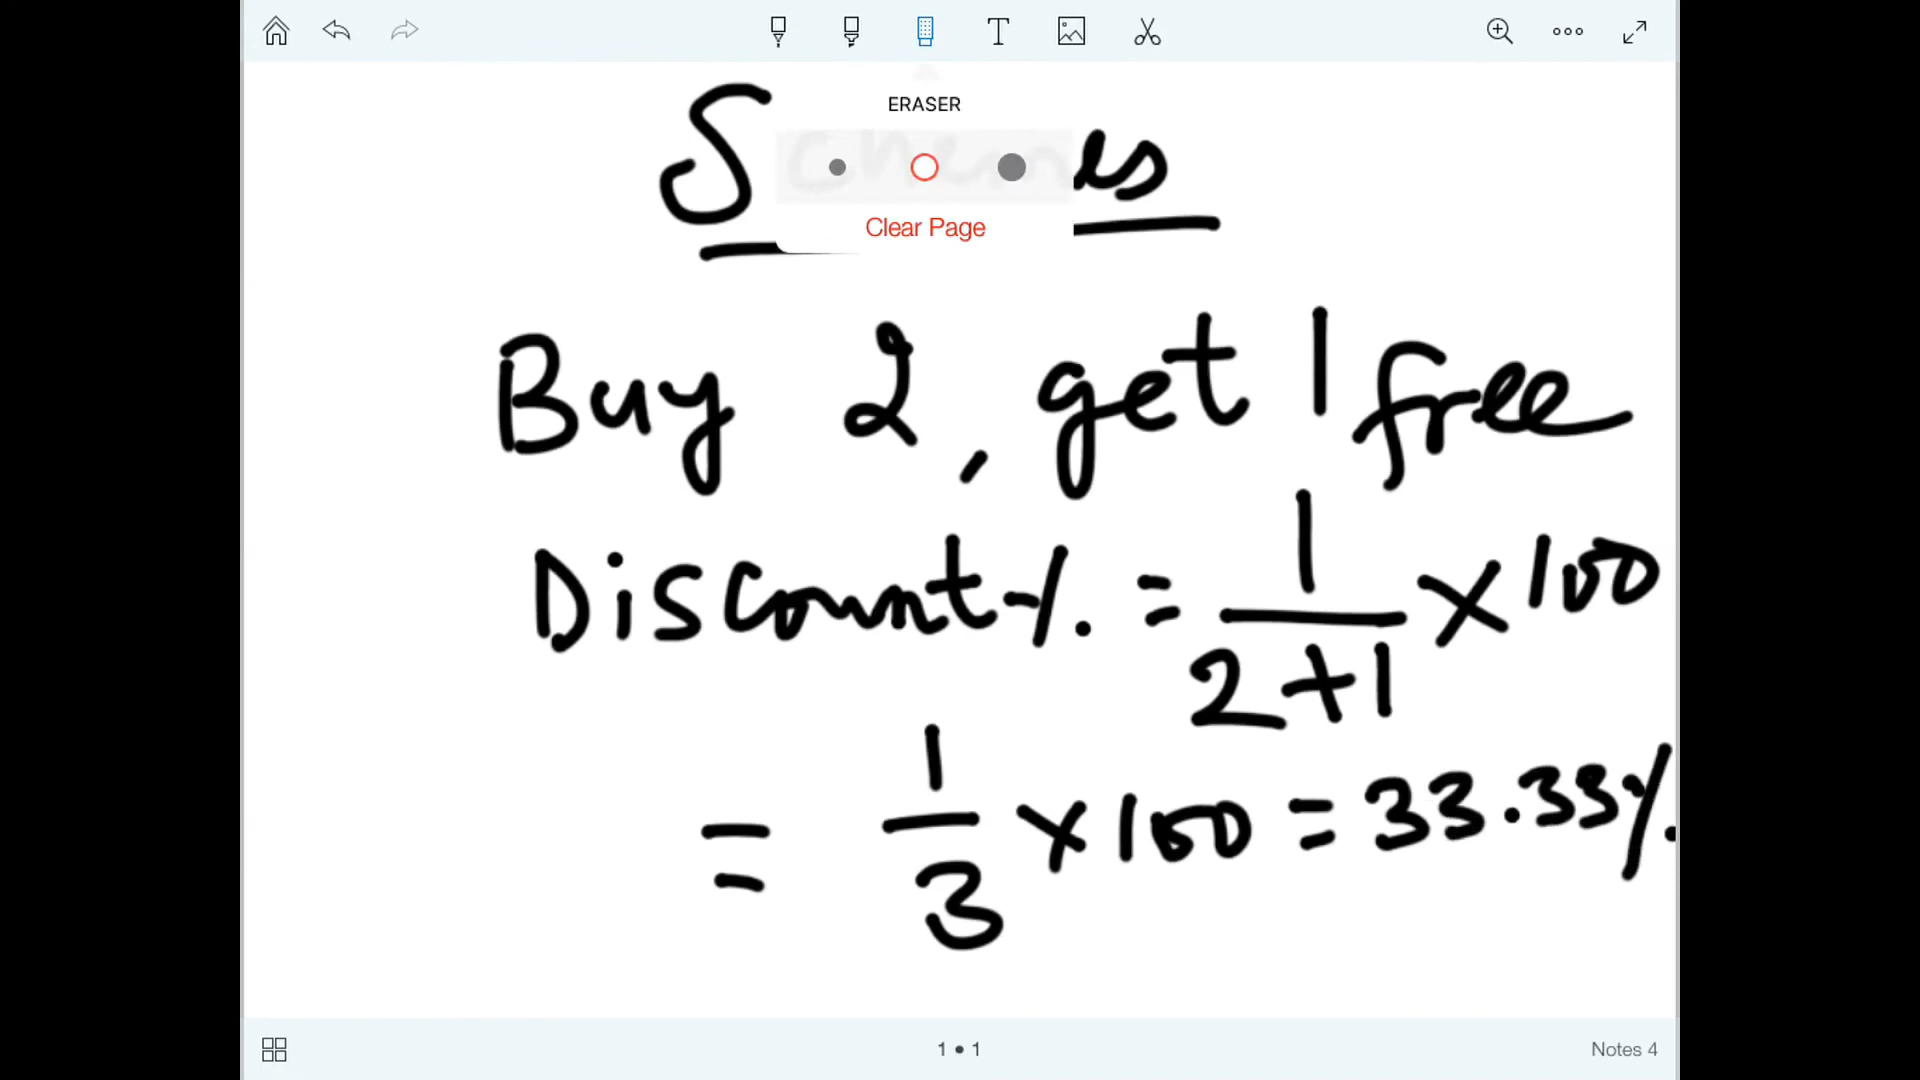 ERASER
Schemes
Clear Page
Buy 2, get 1 free
Discount %. = 1/2+1 × 100
= 1/3 × 100 = 33.33%.
1 • 1
Notes 4